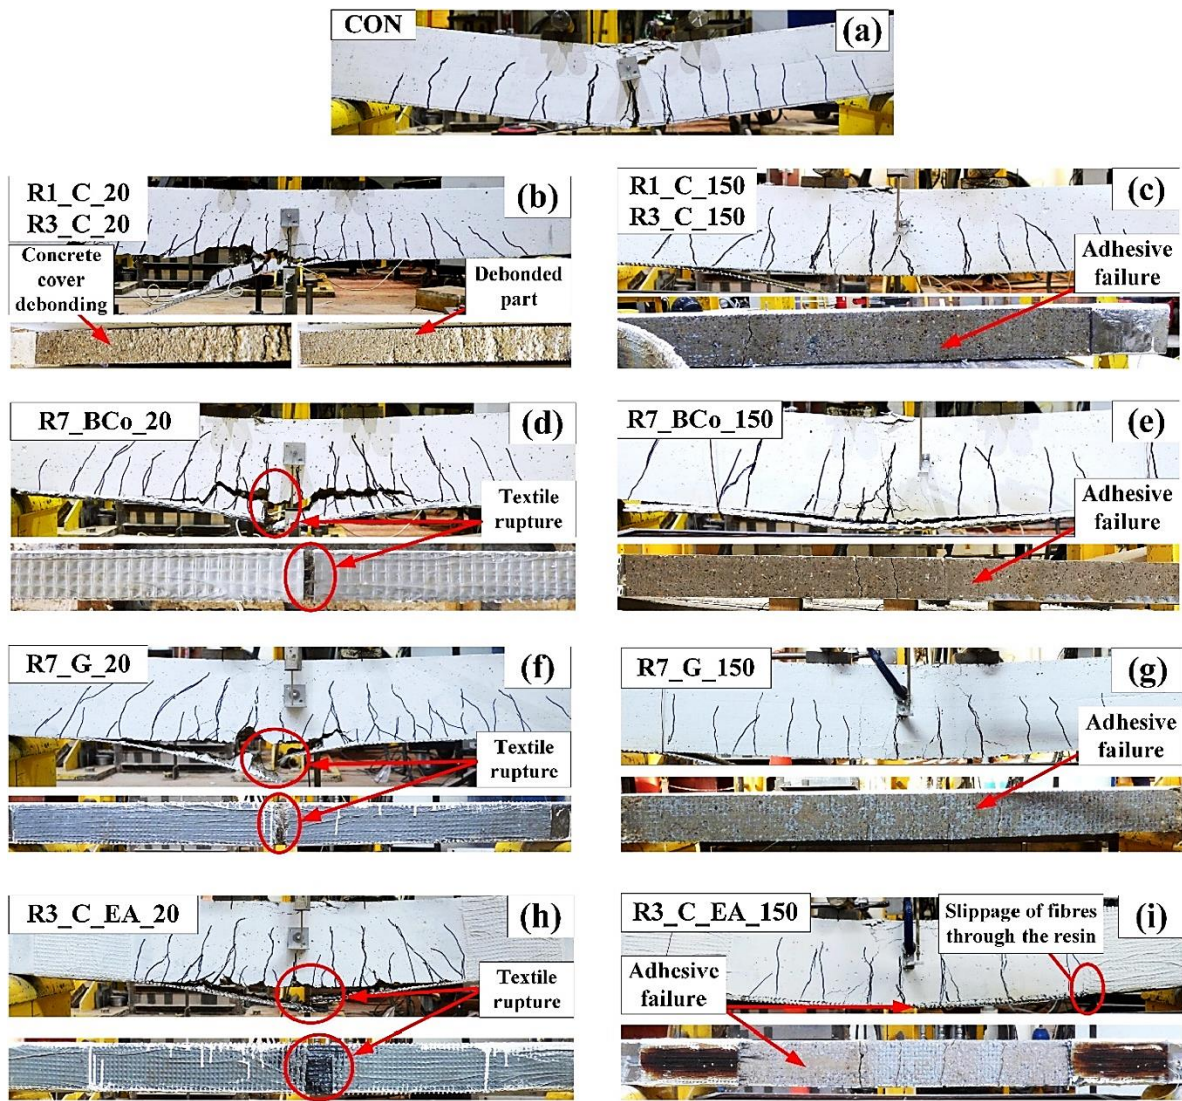 CON
(a)
R1_C_20
R3_C_20
(b)
Concrete
cover
debonding
Debonded
part
R1_C_150
R3_C_150
(c)
Adhesive
failure
R7_BCo_20
(d)
Textile
rupture
R7_BCo_150
(e)
Adhesive
failure
R7_G_20
(f)
Textile
rupture
R7_G_150
(g)
Adhesive
failure
R3_C_EA_20
(h)
Textile
rupture
R3_C_EA_150
Slippage of fibres
through the resin
(i)
Adhesive
failure